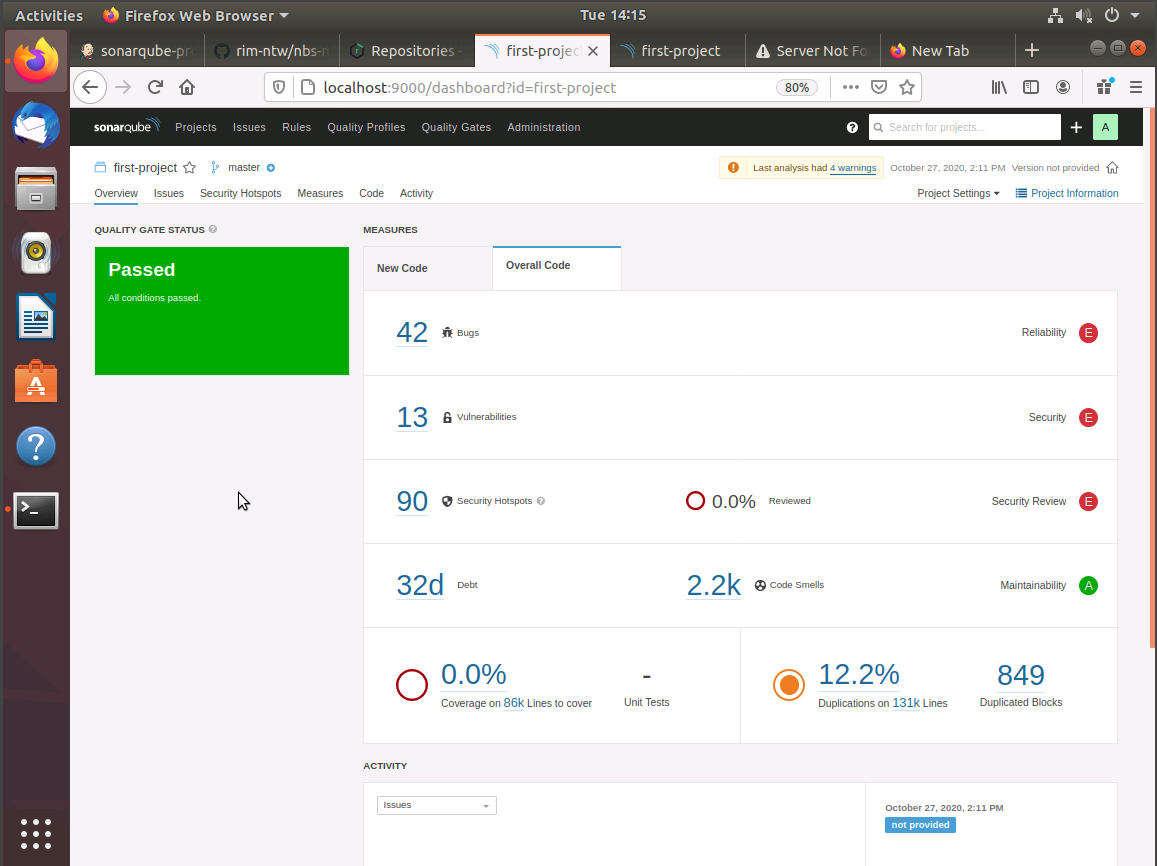 Activities Firefox Web Browser Tue 14:15
sonarqube-pr rim-ntw/nbs-n Repositories first-projec first-project Server Not Fo New Tab
localhost:9000/dashboard?id=first-project 80%
sonarqube Projects Issues Rules Quality Profiles Quality Gates Administration ? Search for projects... A
first-project master Last analysis had 4 warnings October 27, 2020, 2:11 PM Version not provided
Overview Issues Security Hotspots Measures Code Activity Project Settings Project Information
QUALITY GATE STATUS ? MEASURES
Passed
All conditions passed.
New Code Overall Code
42 Bugs Reliability E
13 Vulnerabilities Security E
90 Security Hotspots ? 0.0% Reviewed Security Review E
32d Debt 2.2k Code Smells Maintainability A
0.0% - 12.2% 849
Coverage on 86k Lines to cover Unit Tests Duplications on 131k Lines Duplicated Blocks
ACTIVITY
Issues October 27, 2020, 2:11 PM
not provided